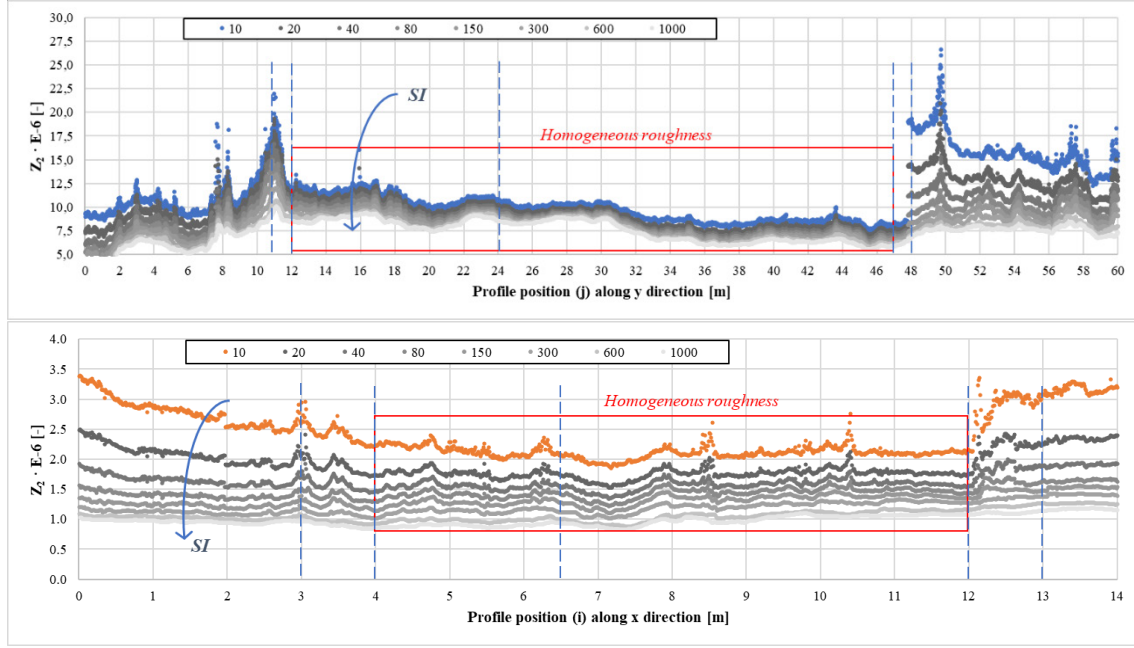 30,0
27,5
25,0
22,5
20,0
17,5
15,0
12,5
10,0
7,5
5,0
Z₂ · E-6 [-]
10 20 40 80 150 300 600 1000
SI
Homogeneous roughness
0 2 4 6 8 10 12 14 16 18 20 22 24 26 28 30 32 34 36 38 40 42 44 46 48 50 52 54 56 58 60
Profile position (j) along y direction [m]
4.0
3.5
3.0
2.5
2.0
1.5
1.0
0.5
0.0
Z₂ · E-6 [-]
10 20 40 80 150 300 600 1000
Homogeneous roughness
SI
0 1 2 3 4 5 6 7 8 9 10 11 12 13 14
Profile position (i) along x direction [m]